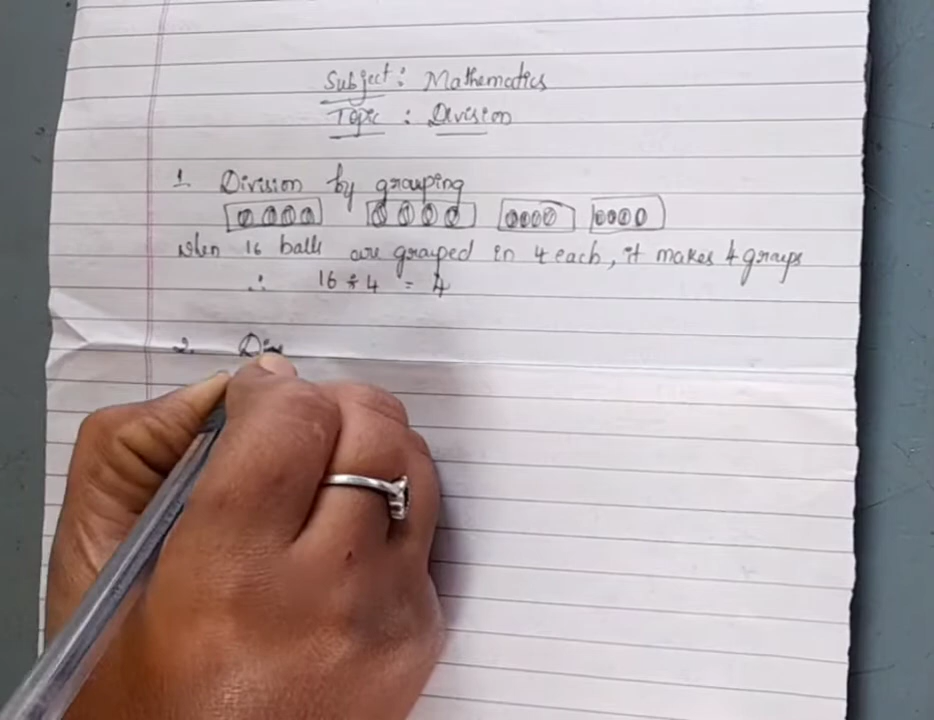 Subject: Mathematics
Topic : Division
1. Division by grouping
when 16 balls are grouped in 4 each, it makes 4 groups
∴ 16 ÷ 4 = 4
2. Div